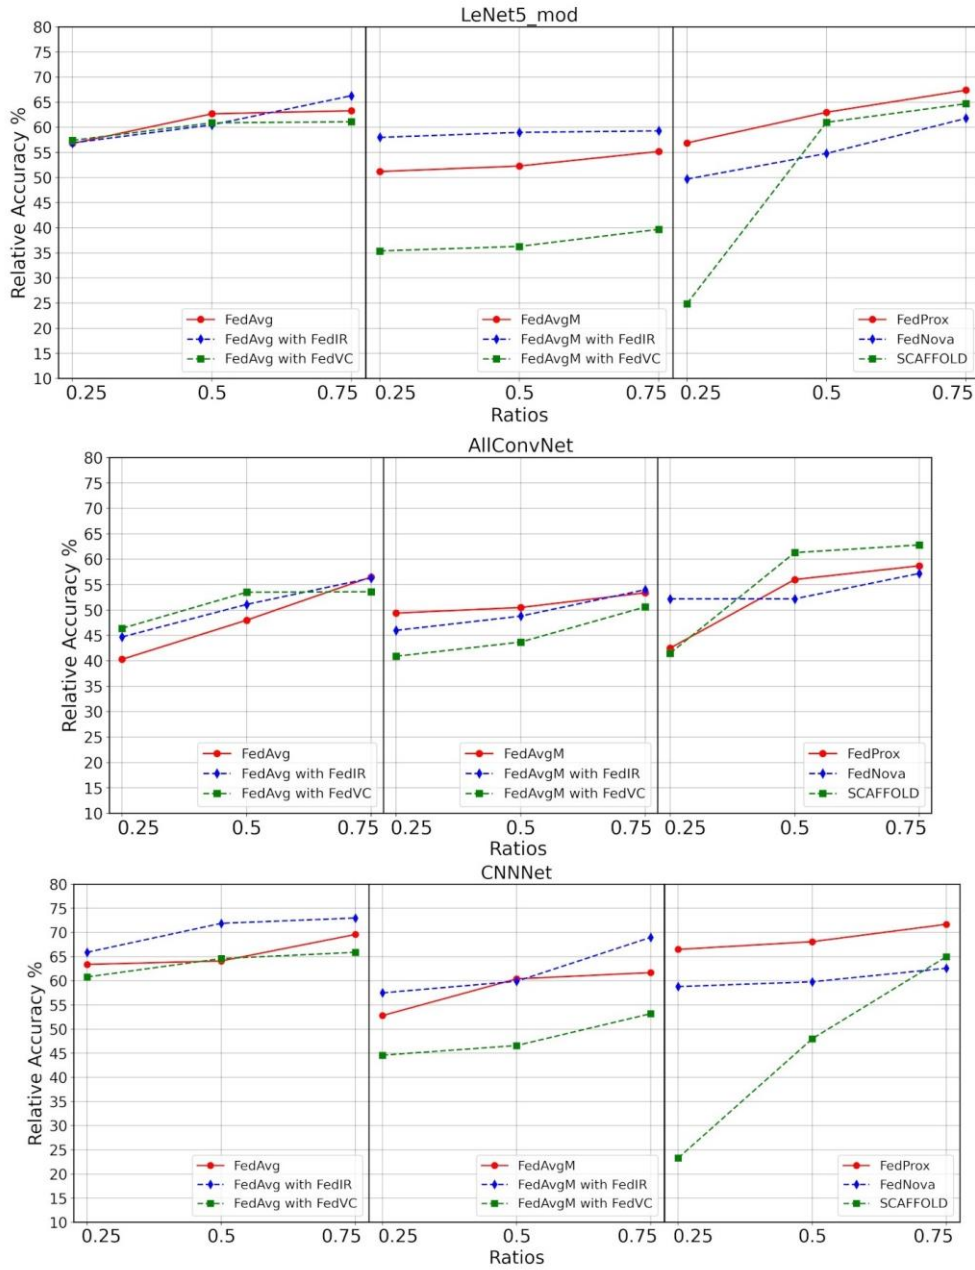 LeNet5_mod
Relative Accuracy %
80
75
70
65
60
55
50
45
40
35
30
25
20
15
10
FedAvg
FedAvg with FedIR
FedAvg with FedVC
FedAvgM
FedAvgM with FedIR
FedAvgM with FedVC
FedProx
FedNova
SCAFFOLD
0.25 0.5 0.75 0.25 0.5 0.75 0.25 0.5 0.75
Ratios
AllConvNet
Relative Accuracy %
80
75
70
65
60
55
50
45
40
35
30
25
20
15
10
FedAvg
FedAvg with FedIR
FedAvg with FedVC
FedAvgM
FedAvgM with FedIR
FedAvgM with FedVC
FedProx
FedNova
SCAFFOLD
0.25 0.5 0.75 0.25 0.5 0.75 0.25 0.5 0.75
Ratios
CNNNet
Relative Accuracy %
80
75
70
65
60
55
50
45
40
35
30
25
20
15
10
FedAvg
FedAvg with FedIR
FedAvg with FedVC
FedAvgM
FedAvgM with FedIR
FedAvgM with FedVC
FedProx
FedNova
SCAFFOLD
0.25 0.5 0.75 0.25 0.5 0.75 0.25 0.5 0.75
Ratios